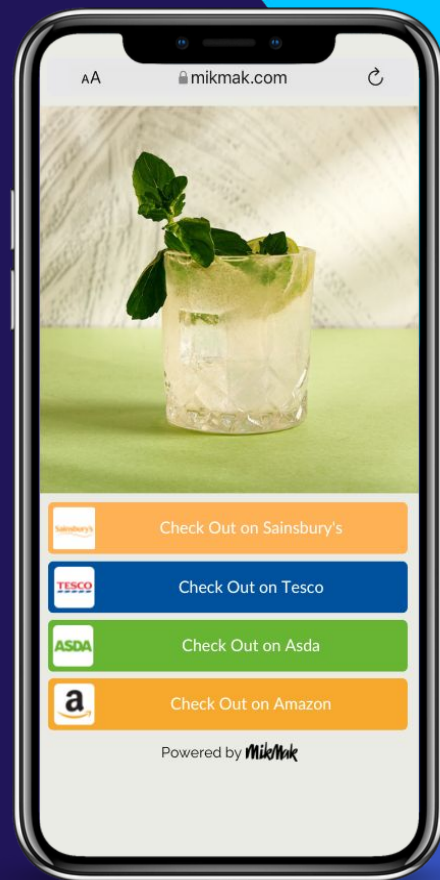 AA mikmak.com
Sainsbury's Check Out on Sainsbury's
TESCO Check Out on Tesco
ASDA Check Out on Asda
a Check Out on Amazon
Powered by MikMak